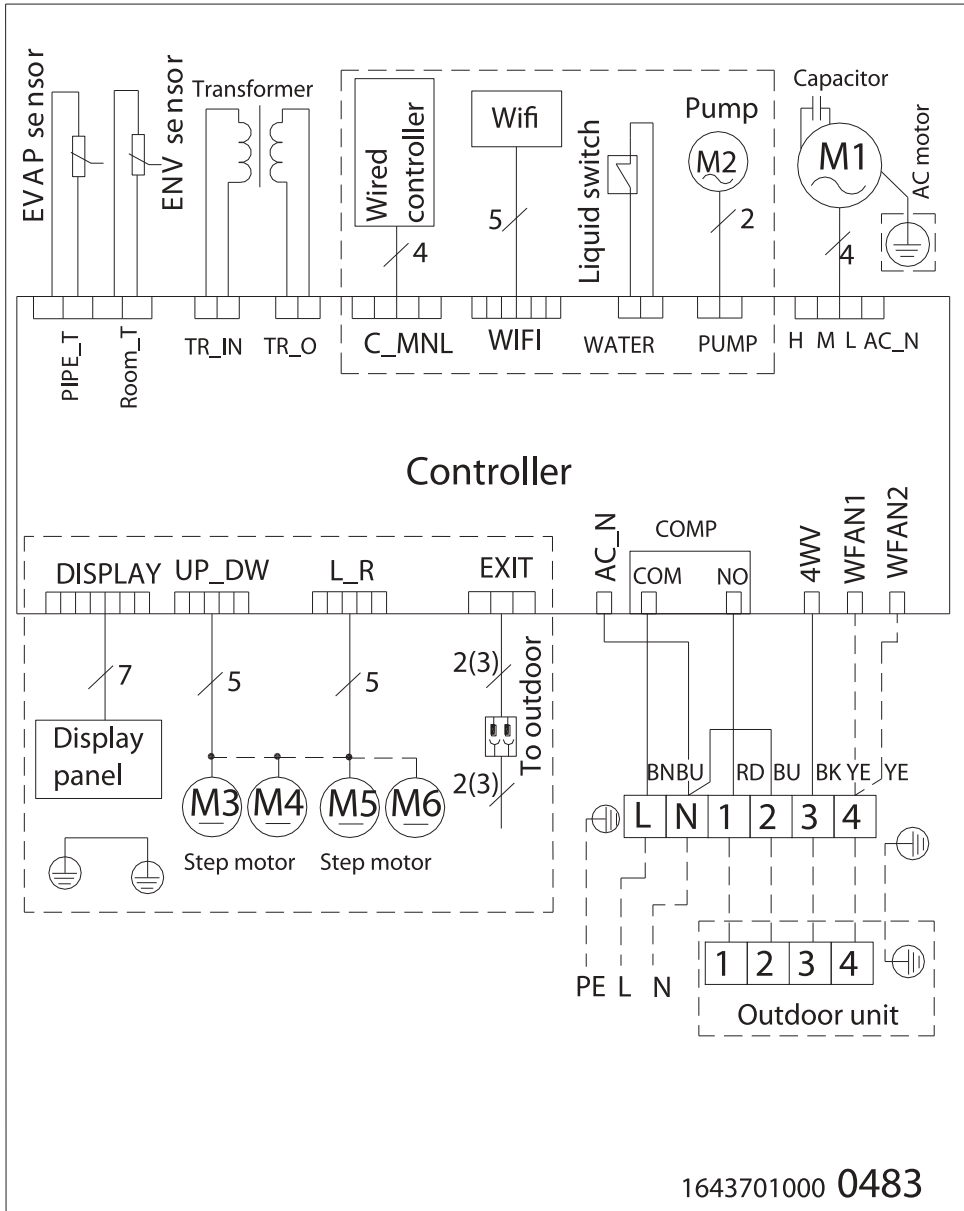 EVAP sensor
ENV sensor
Transformer
Wired
controller
4
Wifi
5
Liquid switch
Pump
M2
2
Capacitor
M1
AC motor
4
PIPE_T
Room_T
TR_IN
TR_O
C_MNL
WIFI
WATER
PUMP
H M L AC_N
Controller
DISPLAY
UP_DW
L_R
EXIT
AC_N
COMP
COM
NO
4WV
WFAN1
WFAN2
7
5
5
2(3)
To outdoor
2(3)
Display
panel
M3
M4
M5
M6
Step motor
Step motor
BN
BU
RD
BU
BK
YE
YE
L N 1 2 3 4
PE L N
1 2 3 4
Outdoor unit
1643701000 0483